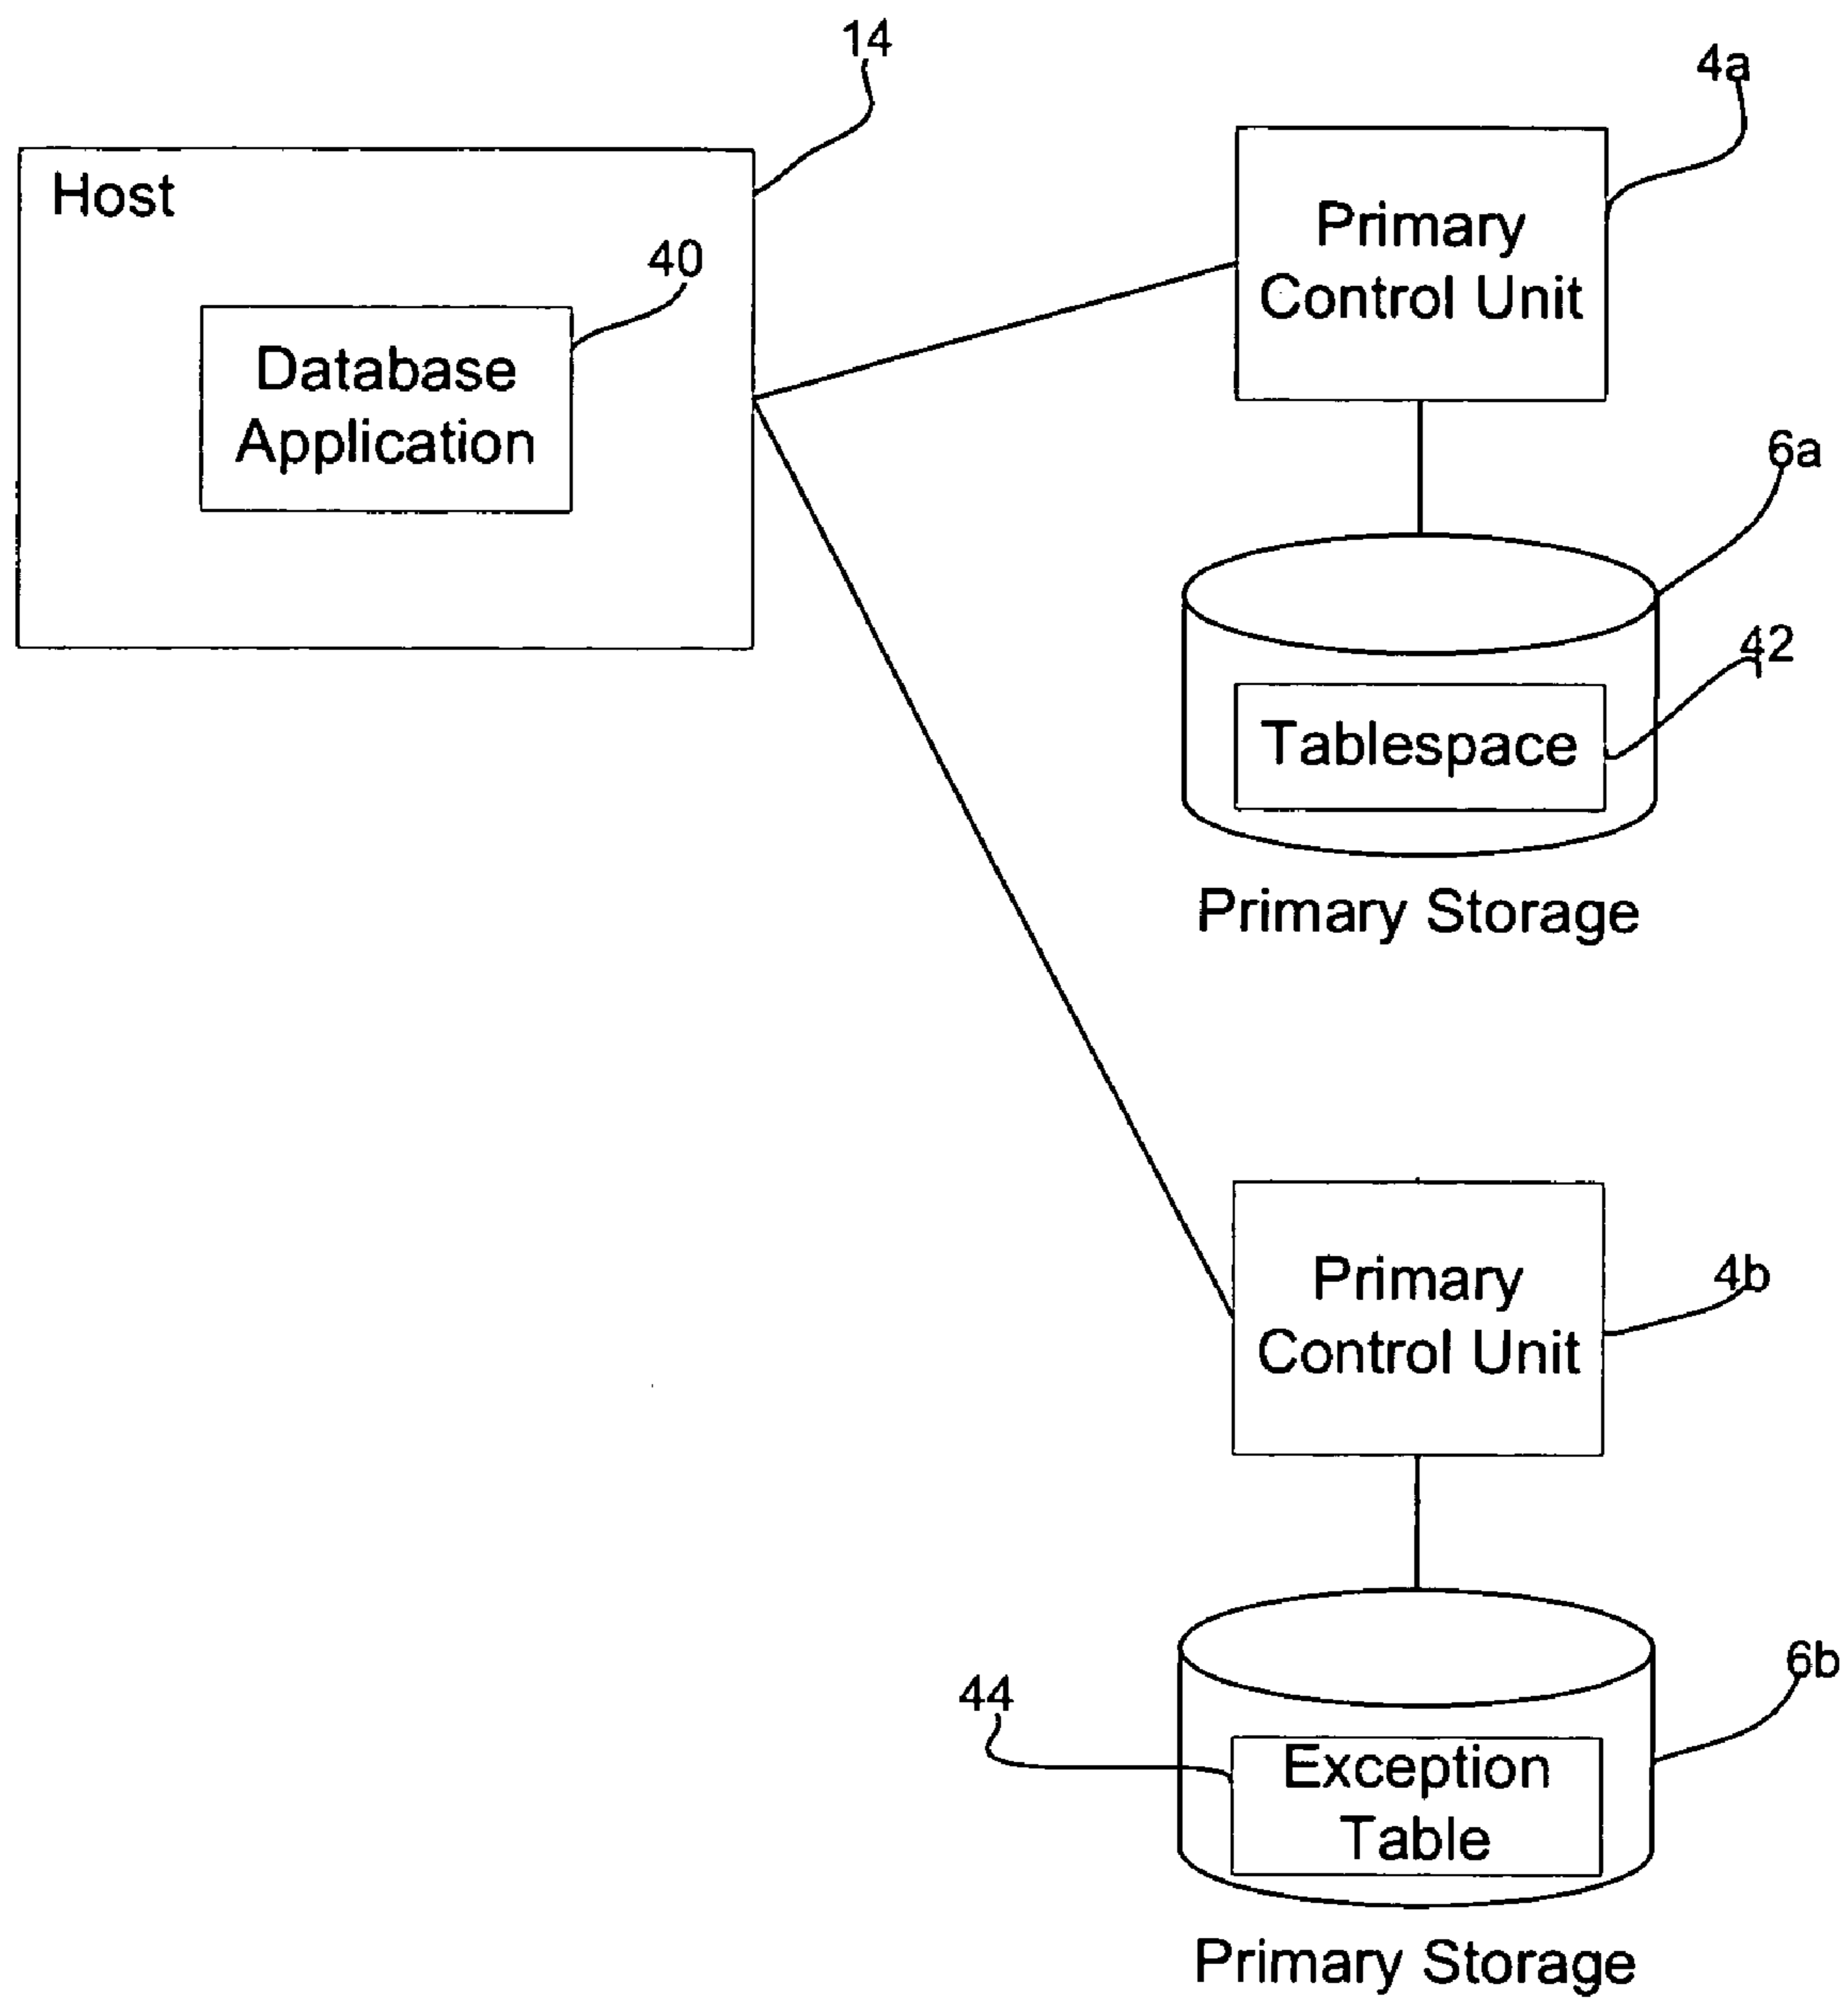 14
4a
Host
Primary
Control Unit
40
Database
Application
6a
42
Tablespace
Primary Storage
Primary
Control Unit
4b
44
6b
Exception
Table
Primary Storage